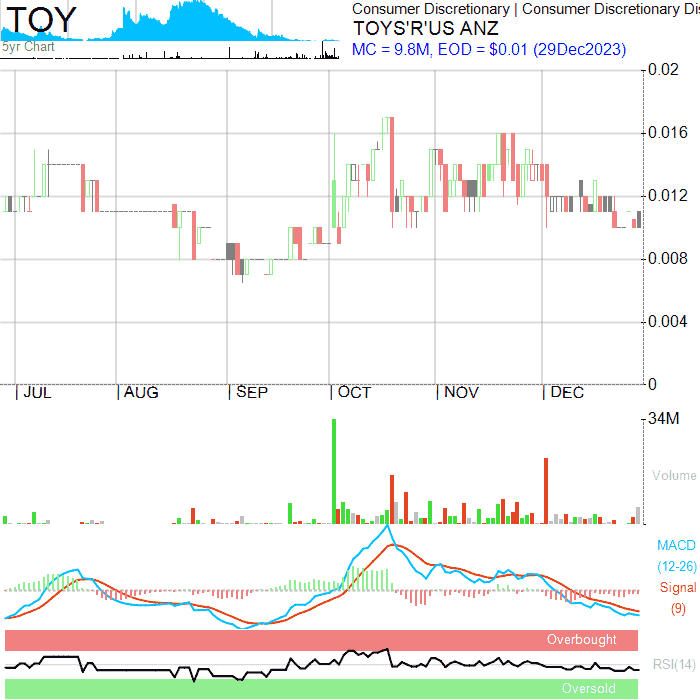 TOY
5yr Chart
Consumer Discretionary | Consumer Discretionary Dis
TOYS'R'US ANZ
MC = 9.8M, EOD = $0.01 (29Dec2023)
0.02
0.016
0.012
0.008
0.004
0
| JUL | AUG | SEP | OCT | NOV | DEC
34M
Volume
MACD
(12-26)
Signal
(9)
Overbought
RSI(14)
Oversold